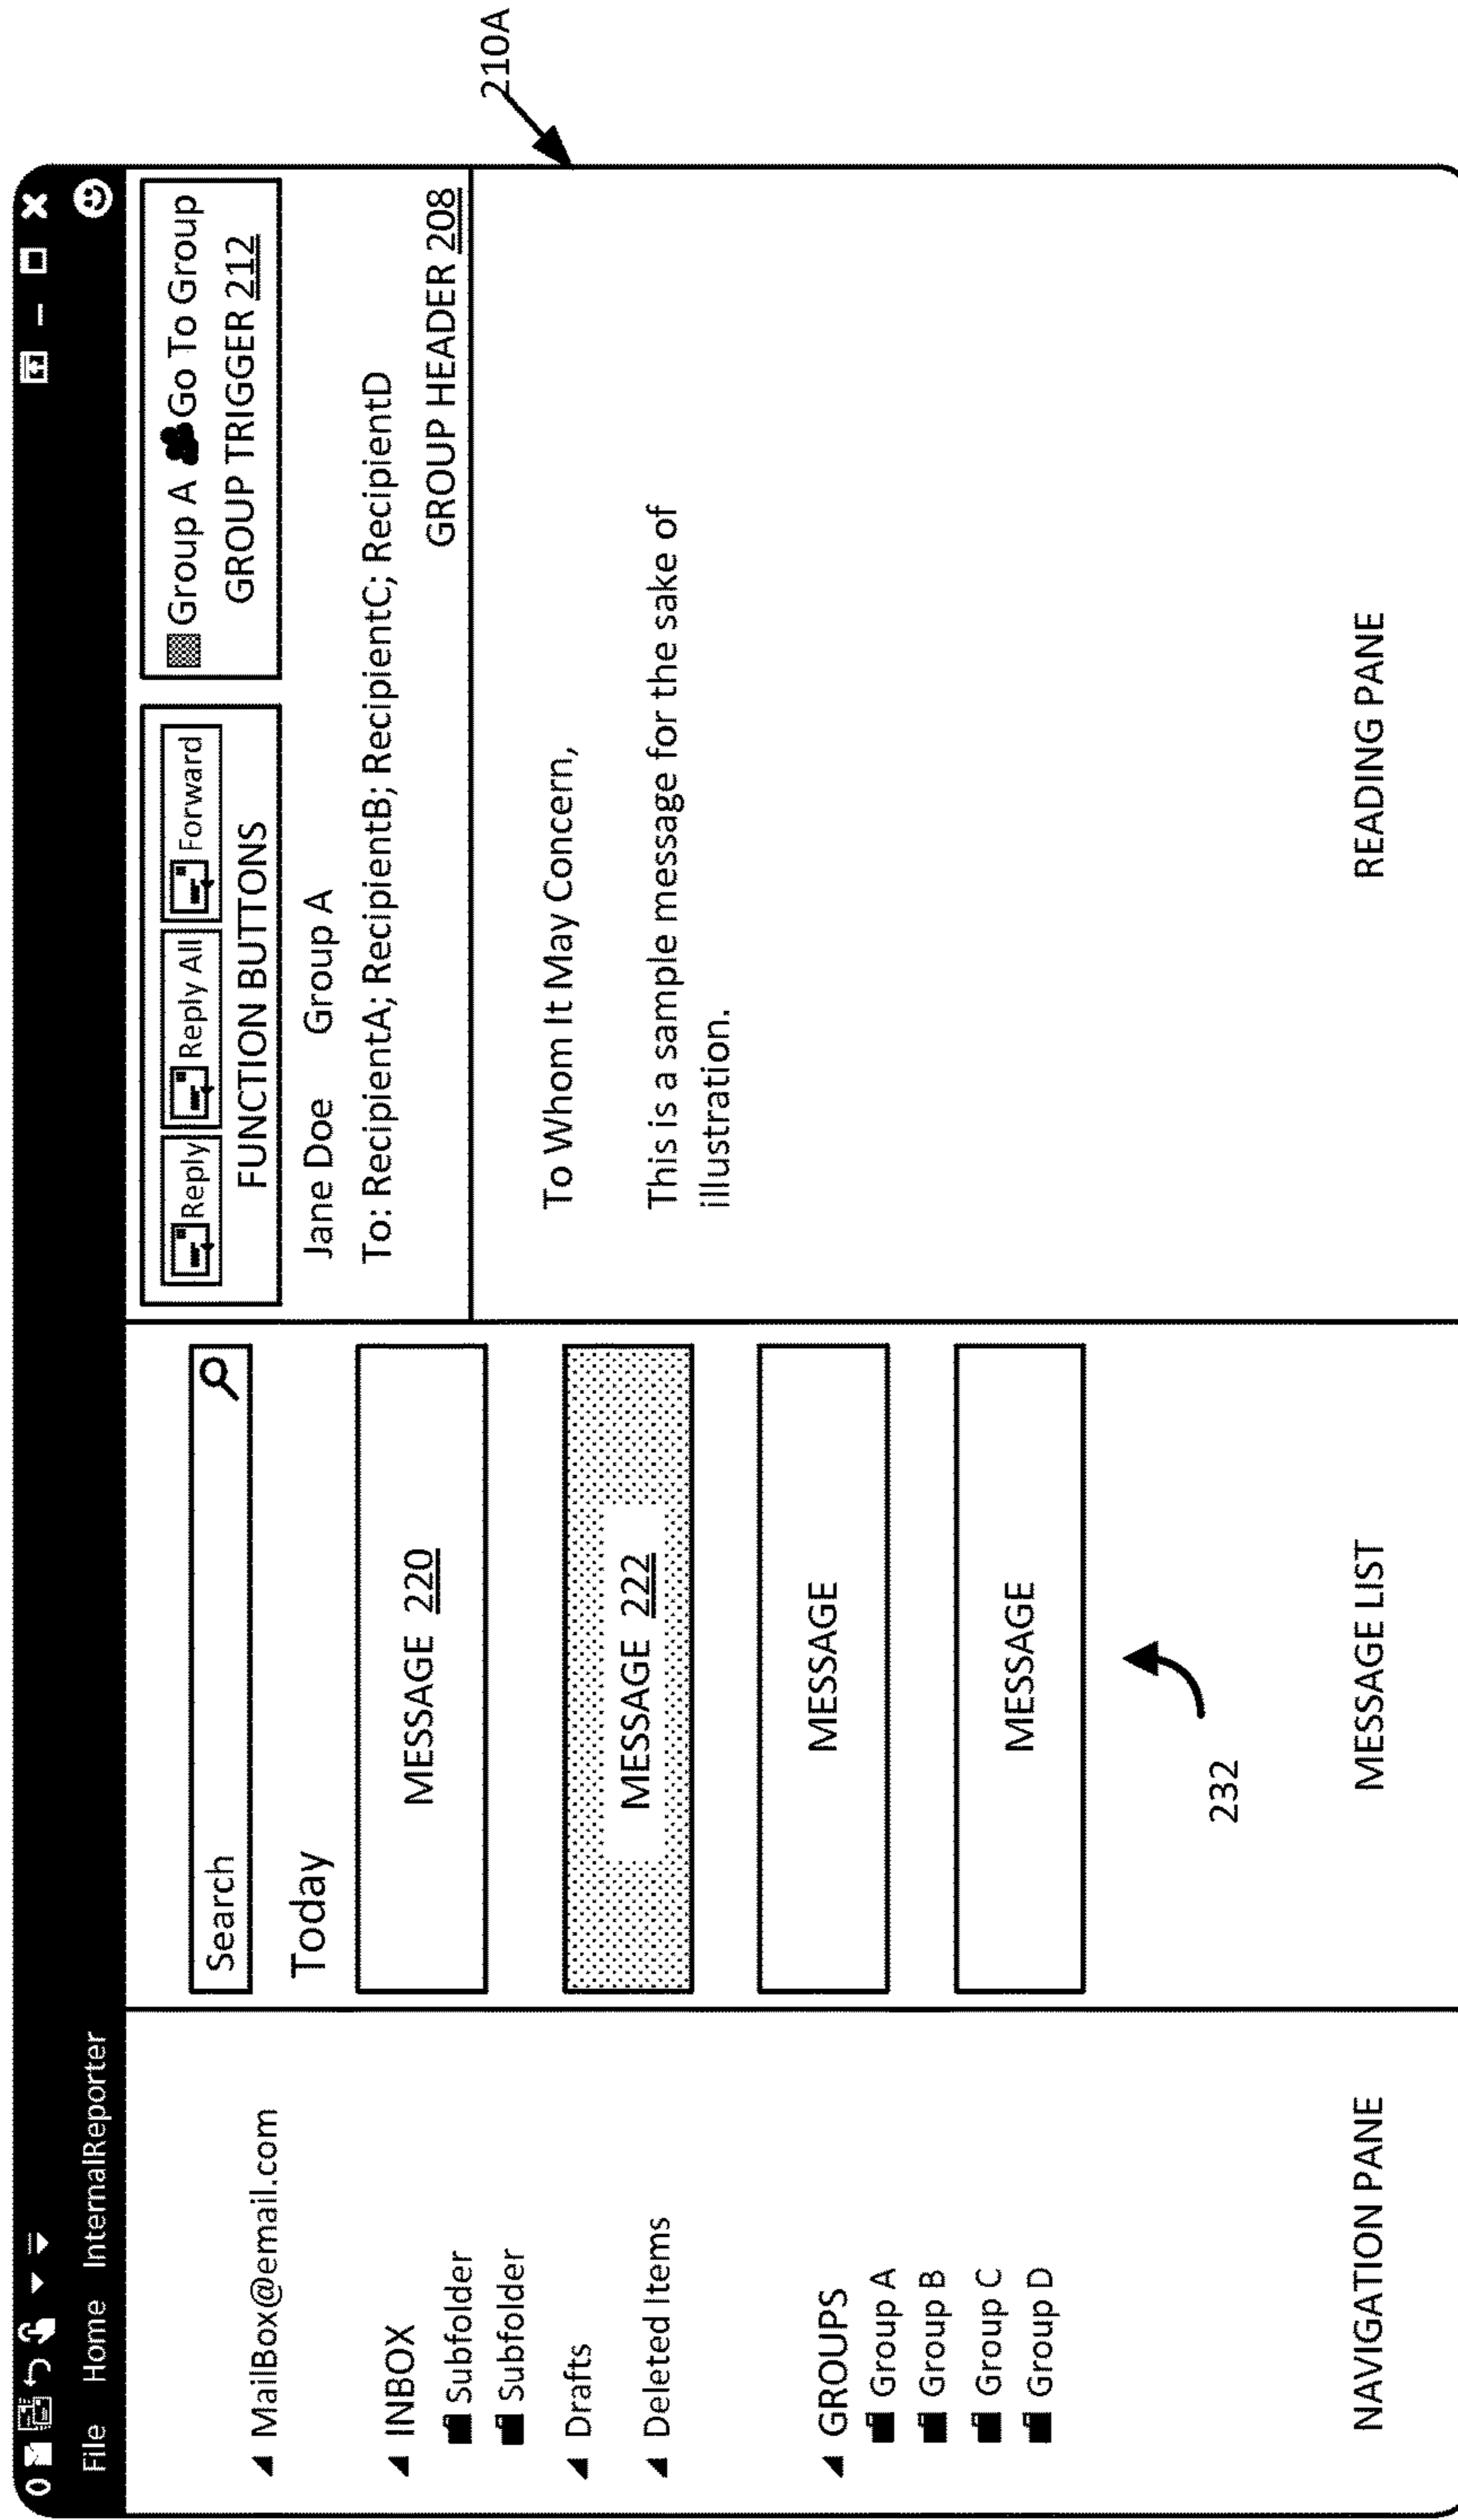 File Home InternalReporter
MailBox@email.com
INBOX
Subfolder
Subfolder
Drafts
Deleted Items
GROUPS
Group A
Group B
Group C
Group D
NAVIGATION PANE
Search
Today
MESSAGE 220
MESSAGE 222
MESSAGE
MESSAGE
232
MESSAGE LIST
Reply Reply All Forward
FUNCTION BUTTONS
Group A Go To Group
GROUP TRIGGER 212
Jane Doe Group A
To: RecipientA; RecipientB; RecipientC; RecipientD
GROUP HEADER 208
To Whom It May Concern,
This is a sample message for the sake of
illustration.
READING PANE
210A